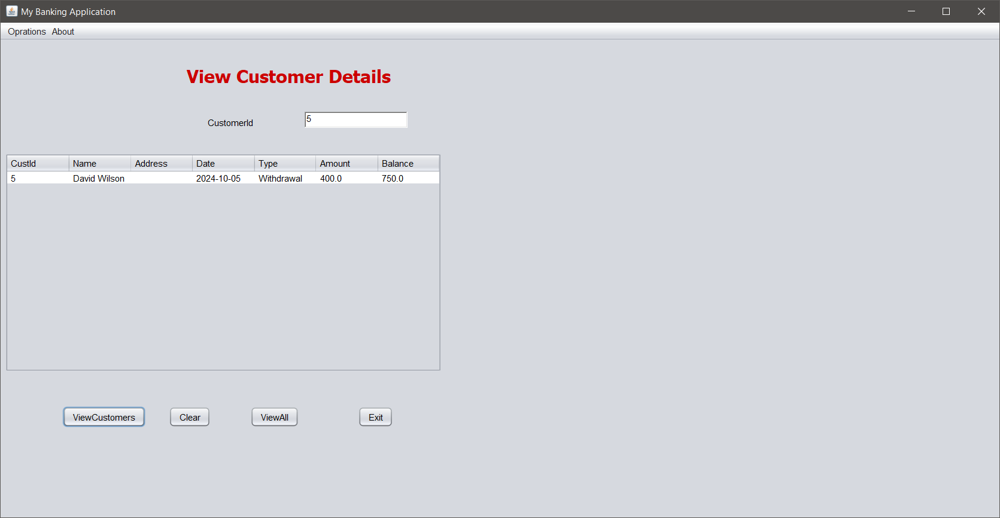 My Banking Application
Oprations About
View Customer Details
CustomerId 5
CustId Name Address Date Type Amount Balance
5 David Wilson 2024-10-05 Withdrawal 400.0 750.0
ViewCustomers Clear ViewAll Exit